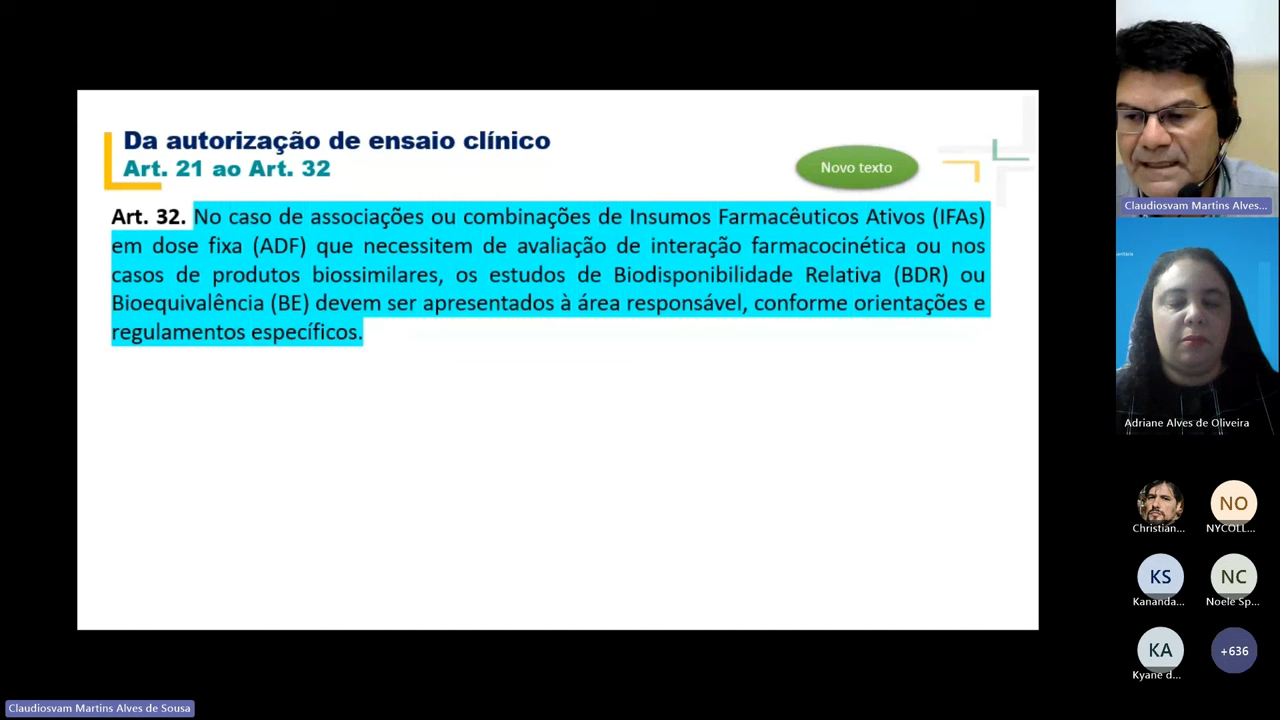 Da autorização de ensaio clínico
Art. 21 ao Art. 32
Novo texto
Art. 32. No caso de associações ou combinações de Insumos Farmacêuticos Ativos (IFAs)
em dose fixa (ADF) que necessitem de avaliação de interação farmacocinética ou nos
casos de produtos biossimilares, os estudos de Biodisponibilidade Relativa (BDR) ou
Bioequivalência (BE) devem ser apresentados à área responsável, conforme orientações e
regulamentos específicos.
Claudiosvam Martins Alves...
Adriane Alves de Oliveira
Christian...
NO
NYCOLL...
KS
Kananda...
NC
Noele Sp...
KA
Kyane d...
+636
Claudiosvam Martins Alves de Sousa